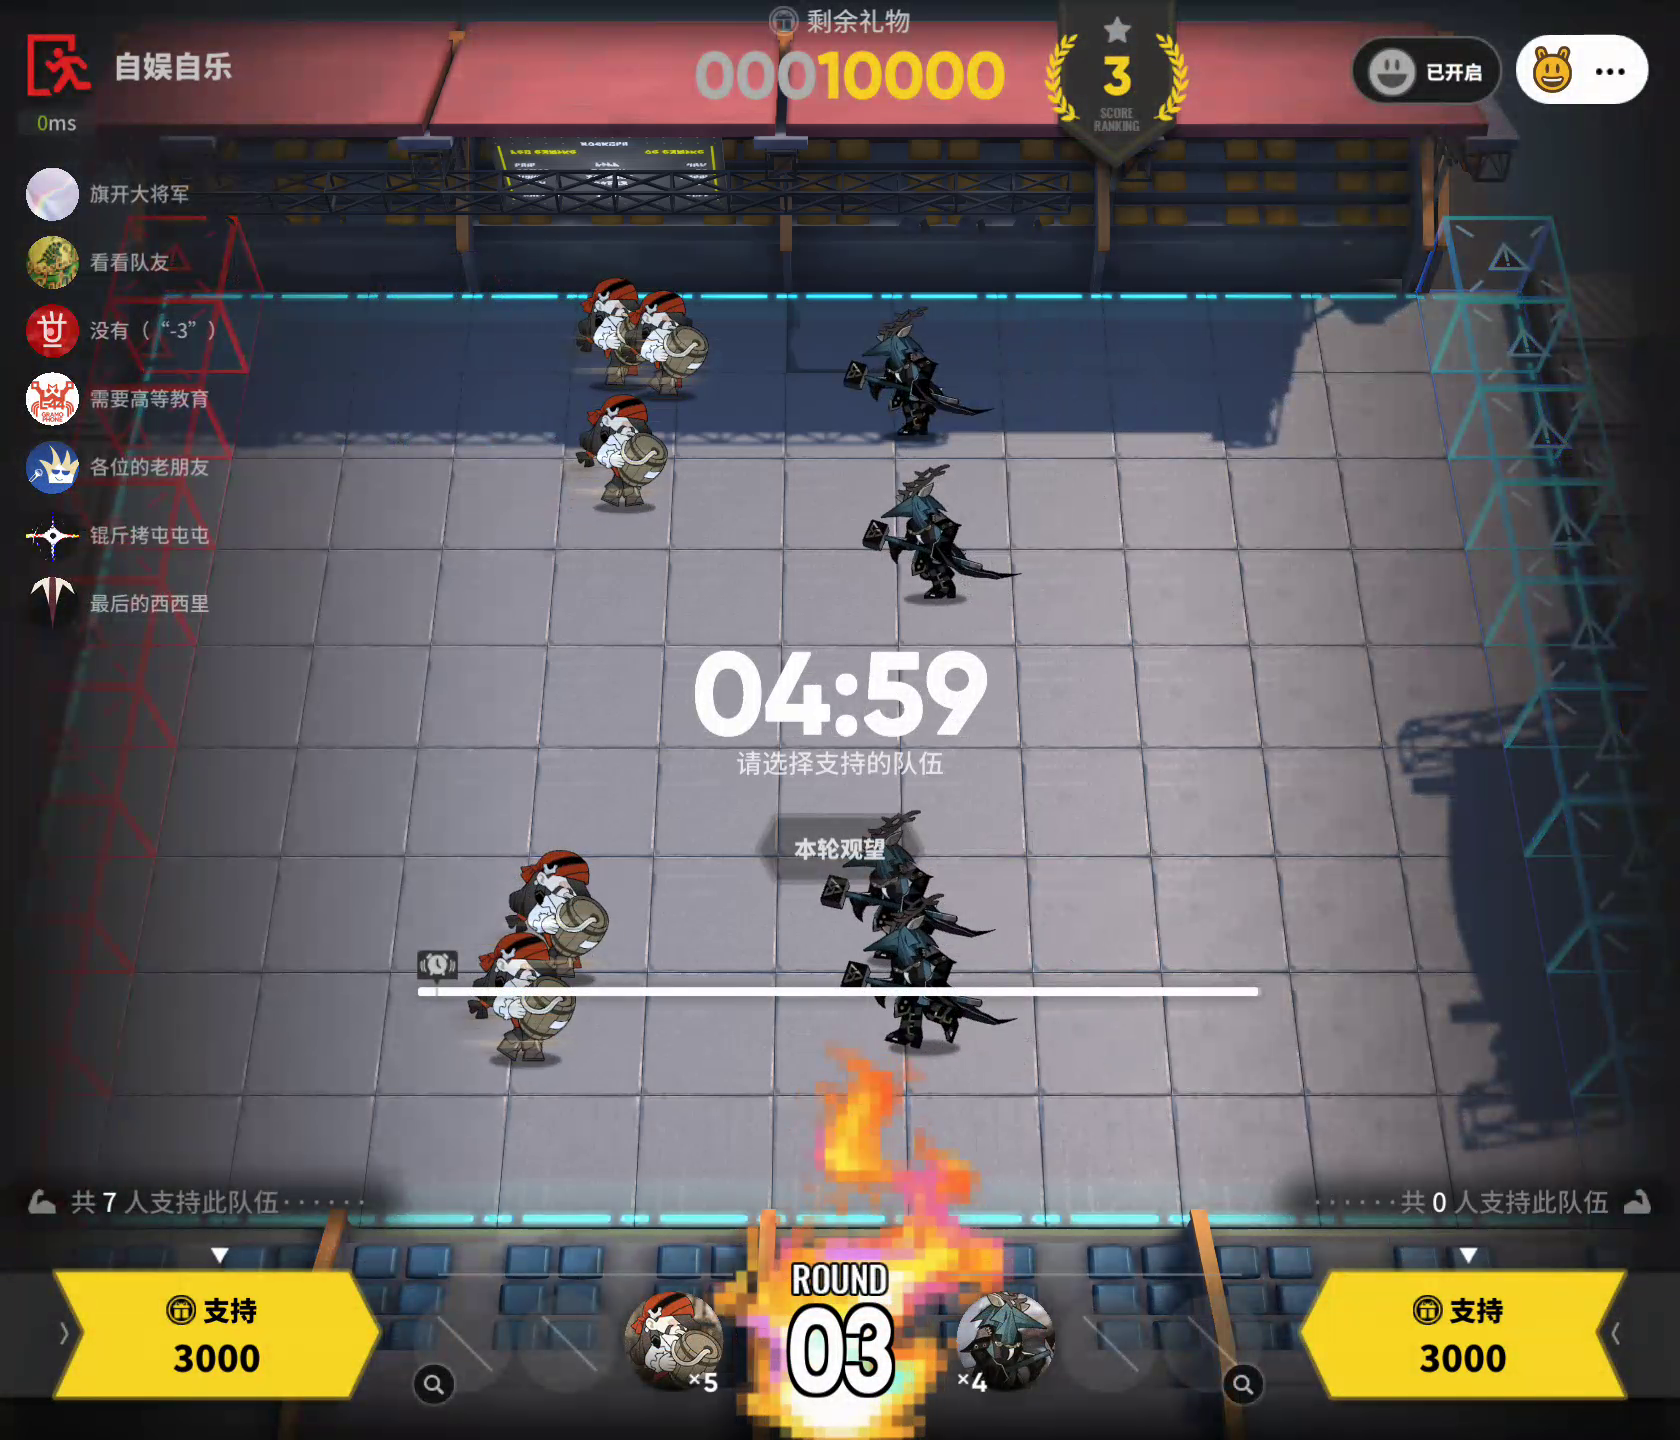 剩余礼物
自娱自乐
00010000
3
SCORE
RANKING
已开启
0ms
旗开大将军
看看队友
没有（“-3”）
需要高等教育
各位的老朋友
锟斤拷屯屯屯
最后的西西里
04:59
请选择支持的队伍
本轮观望
共 7 人支持此队伍······
······共 0 人支持此队伍
支持
3000
×5
ROUND
03
×4
支持
3000